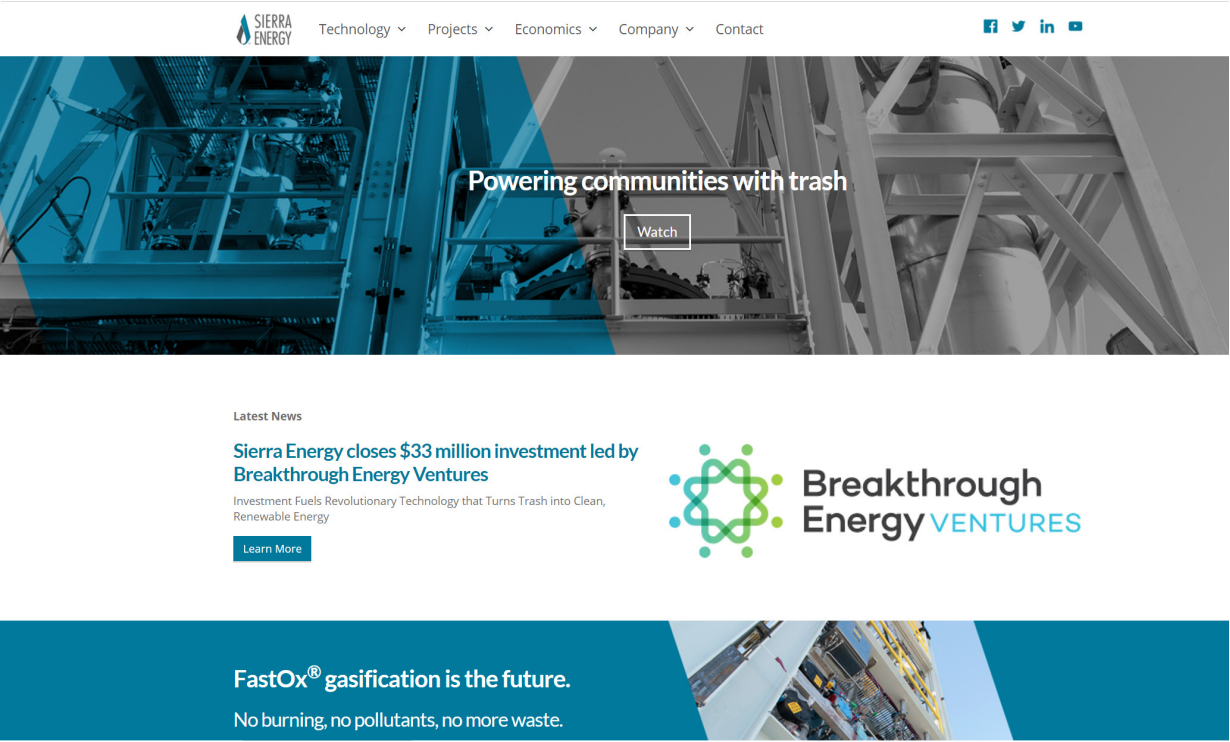 SIERRA
ENERGY
Technology
Projects
Economics
Company
Contact
Powering communities with trash
Watch
Latest News
Sierra Energy closes $33 million investment led by
Breakthrough Energy Ventures
Investment Fuels Revolutionary Technology that Turns Trash into Clean,
Renewable Energy
Learn More
Breakthrough
Energy VENTURES
FastOx® gasification is the future.
No burning, no pollutants, no more waste.